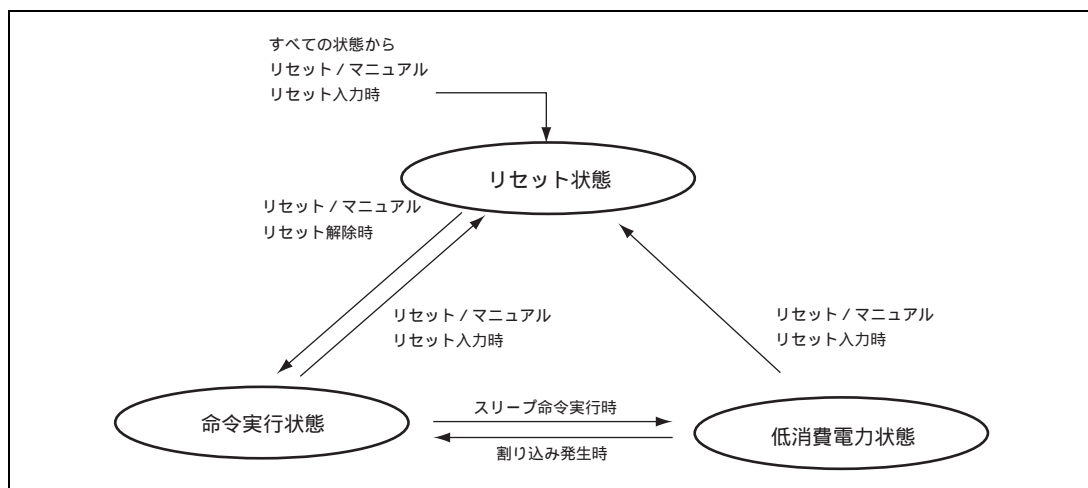 すべての状態から
リセット / マニュアル
リセット入力時
リセット状態
リセット / マニュアル
リセット解除時
リセット / マニュアル
リセット入力時
リセット / マニュアル
リセット入力時
命令実行状態
スリープ命令実行時
割り込み発生時
低消費電力状態